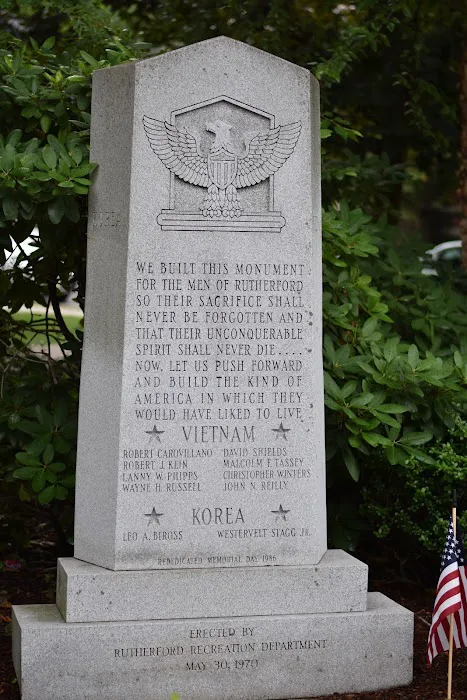 WE BUILT THIS MONUMENT
FOR THE MEN OF RUTHERFORD
SO THEIR SACRIFICE SHALL
NEVER BE FORGOTTEN AND
THAT THEIR UNCONQUERABLE
SPIRIT SHALL NEVER DIE....
NOW, LET US PUSH FORWARD
AND BUILD THE KIND OF
AMERICA IN WHICH THEY
WOULD HAVE LIKED TO LIVE
VIETNAM
ROBERT CAROVILLANO DAVID SHIELDS
ROBERT J. KLIN MALCOLM F. TASSEY
LANNY W. PHIPPS CHRISTOPHER WINTERS
WAYNE H. RUSSELL JOHN N. REILLY
KOREA
LEO A. WESTERVELT STAGG JR.
REDEDICATED MEMORIAL DAY 1986
ERECTED BY
RUTHERFORD RECREATION DEPARTMENT
MAY 30, 1970